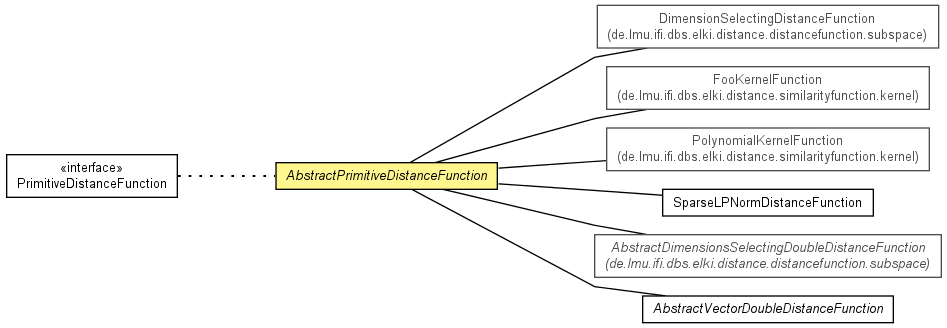 «interface»
PrimitiveDistanceFunction
AbstractPrimitiveDistanceFunction
DimensionSelectingDistanceFunction
(de.lmu.ifi.dbs.elki.distance.distancefunction.subspace)
FooKernelFunction
(de.lmu.ifi.dbs.elki.distance.similarityfunction.kernel)
PolynomialKernelFunction
(de.lmu.ifi.dbs.elki.distance.similarityfunction.kernel)
SparseLPNormDistanceFunction
AbstractDimensionsSelectingDoubleDistanceFunction
(de.lmu.ifi.dbs.elki.distance.distancefunction.subspace)
AbstractVectorDoubleDistanceFunction